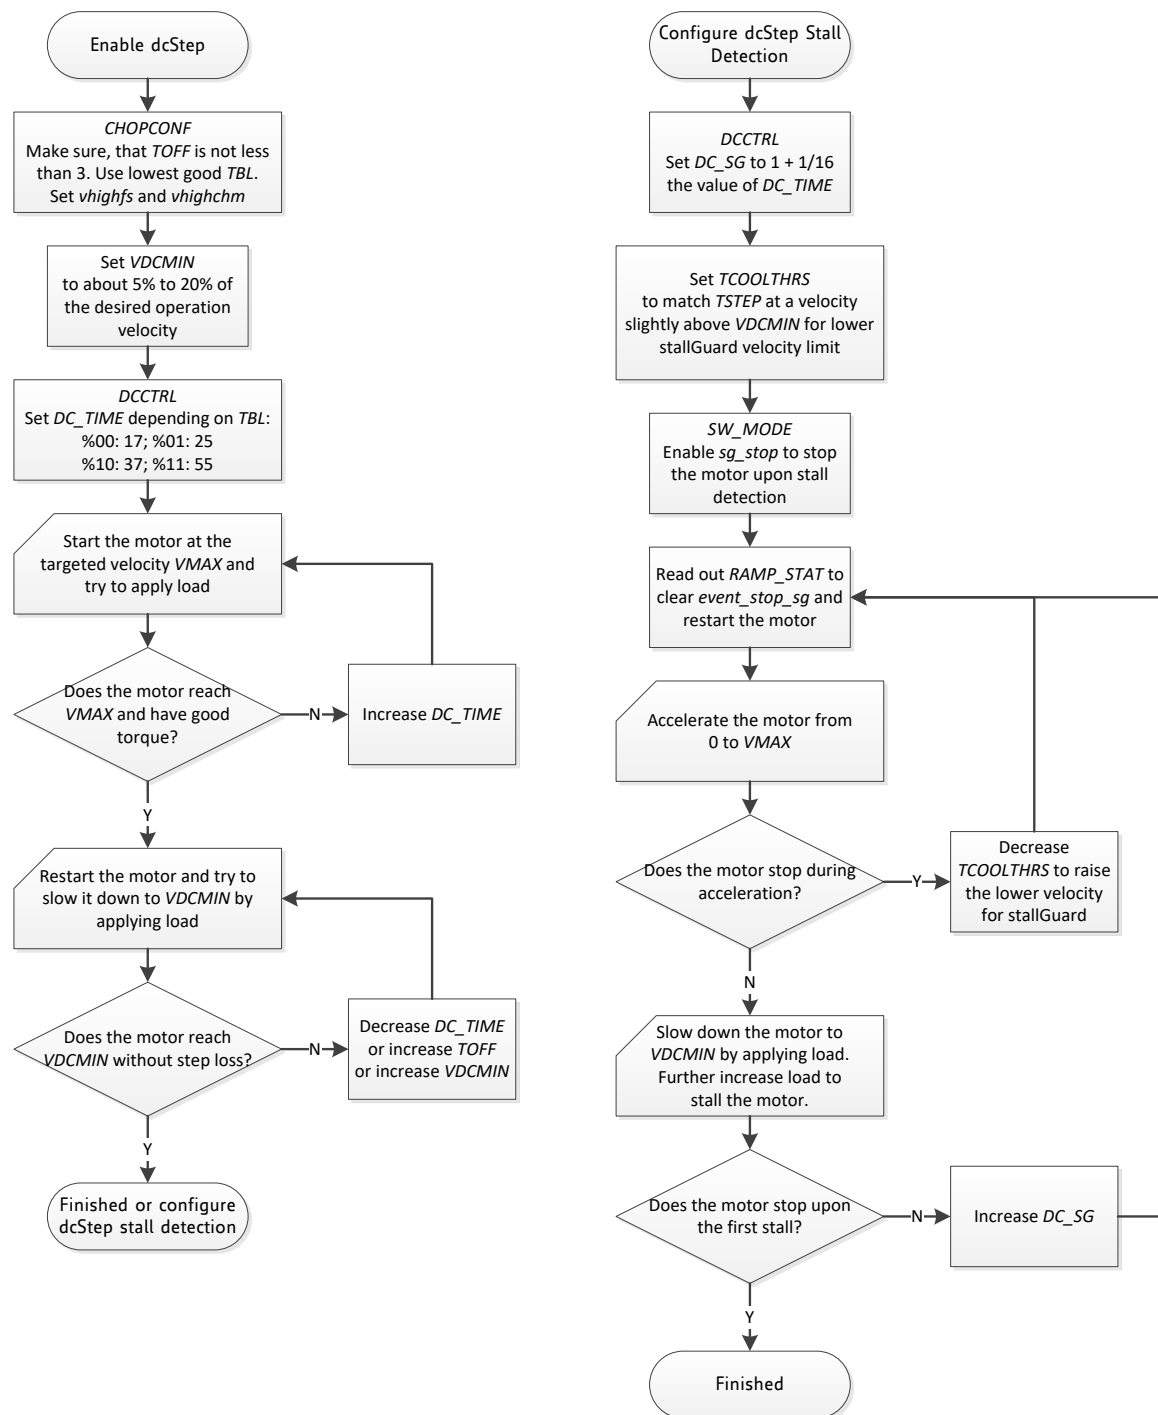 Enable dcStep
CHOPCONF
Make sure, that TOFF is not less
than 3. Use lowest good TBL.
Set vhighfs and vhighchm
Set VDCMIN
to about 5% to 20% of
the desired operation
velocity
DCCTRL
Set DC_TIME depending on TBL:
%00: 17; %01: 25
%10: 37; %11: 55
Start the motor at the
targeted velocity VMAX and
try to apply load
Does the motor reach
VMAX and have good
torque?
N
Increase DC_TIME
Y
Restart the motor and try to
slow it down to VDCMIN by
applying load
Does the motor reach
VDCMIN without step loss?
N
Decrease DC_TIME
or increase TOFF
or increase VDCMIN
Y
Finished or configure
dcStep stall detection
Configure dcStep Stall
Detection
DCCTRL
Set DC_SG to 1 + 1/16
the value of DC_TIME
Set TCOOLTHRS
to match TSTEP at a velocity
slightly above VDCMIN for lower
stallGuard velocity limit
SW_MODE
Enable sg_stop to stop
the motor upon stall
detection
Read out RAMP_STAT to
clear event_stop_sg and
restart the motor
Accelerate the motor from
0 to VMAX
Does the motor stop during
acceleration?
Y
Decrease
TCOOLTHRS to raise
the lower velocity
for stallGuard
N
Slow down the motor to
VDCMIN by applying load.
Further increase load to
stall the motor.
Does the motor stop upon
the first stall?
N
Increase DC_SG
Y
Finished